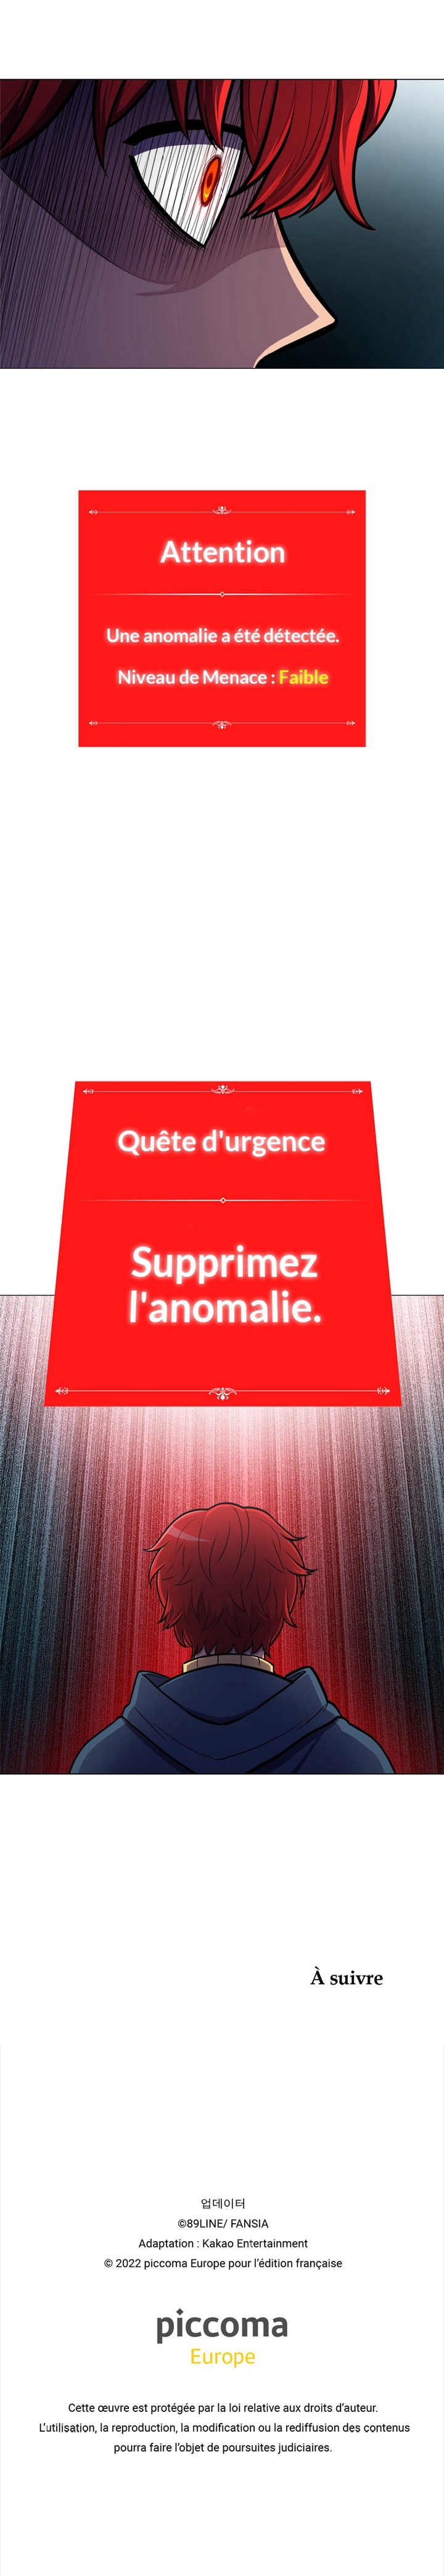 Attention
Une anomalie a été détectée.
Niveau de Menace : Faible
Quête d'urgence
Supprimez
l'anomalie.
À suivre
업데이터
©89LINE/ FANSIA
Adaptation : Kakao Entertainment
© 2022 piccoma Europe pour l’édition française
piccoma
Europe
Cette œuvre est protégée par la loi relative aux droits d’auteur.
L’utilisation, la reproduction, la modification ou la rediffusion des contenus
pourra faire l’objet de poursuites judiciaires.